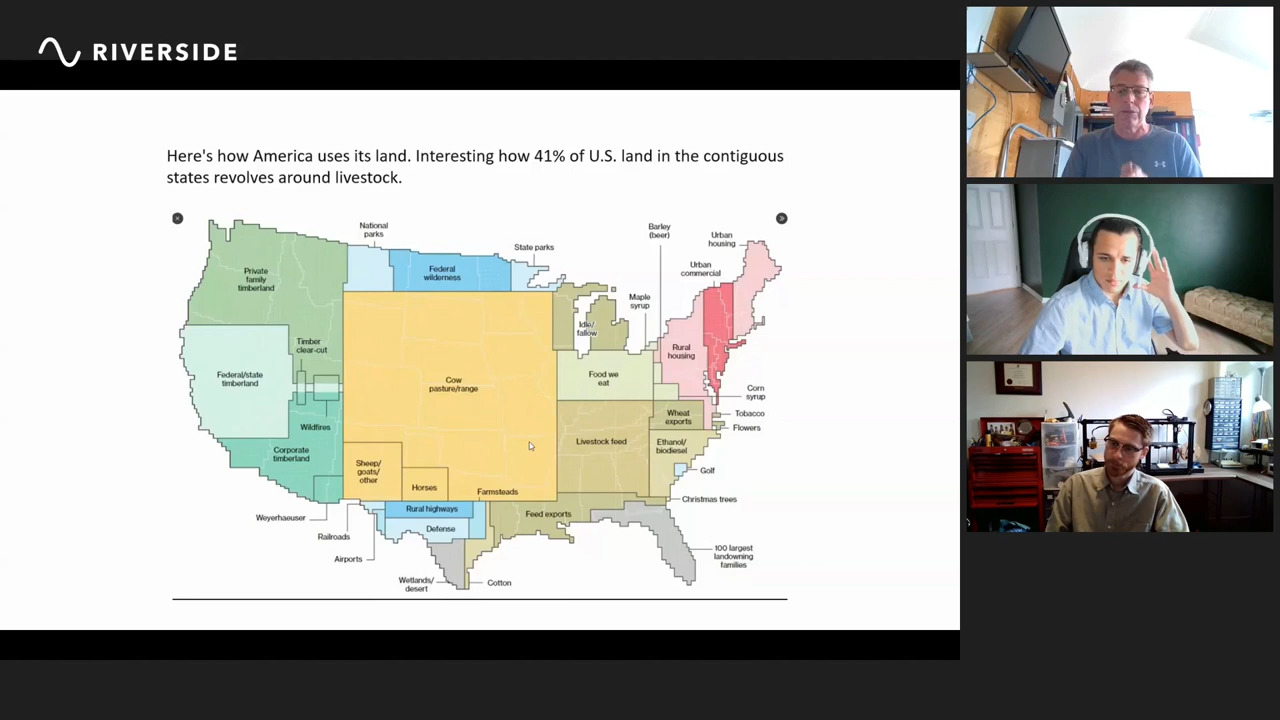 RIVERSIDE
Here's how America uses its land. Interesting how 41% of U.S. land in the contiguous
states revolves around livestock.
National
parks
State parks
Barley
(beer)
Urban
housing
Private
family
timberland
Federal
wilderness
Urban
commercial
Maple
syrup
Idle/
fallow
Timber
clear-cut
Rural
housing
Federal/state
timberland
Cow
pasture/range
Food we
eat
Corn
syrup
Wildfires
Wheat
exports
Tobacco
Flowers
Corporate
timberland
Livestock feed
Ethanol/
biodiesel
Sheep/
goats/
other
Golf
Horses
Farmsteads
Christmas trees
Rural highways
Feed exports
Weyerhaeuser
Defense
Railroads
Airports
100 largest
landowning
families
Wetlands/
desert
Cotton